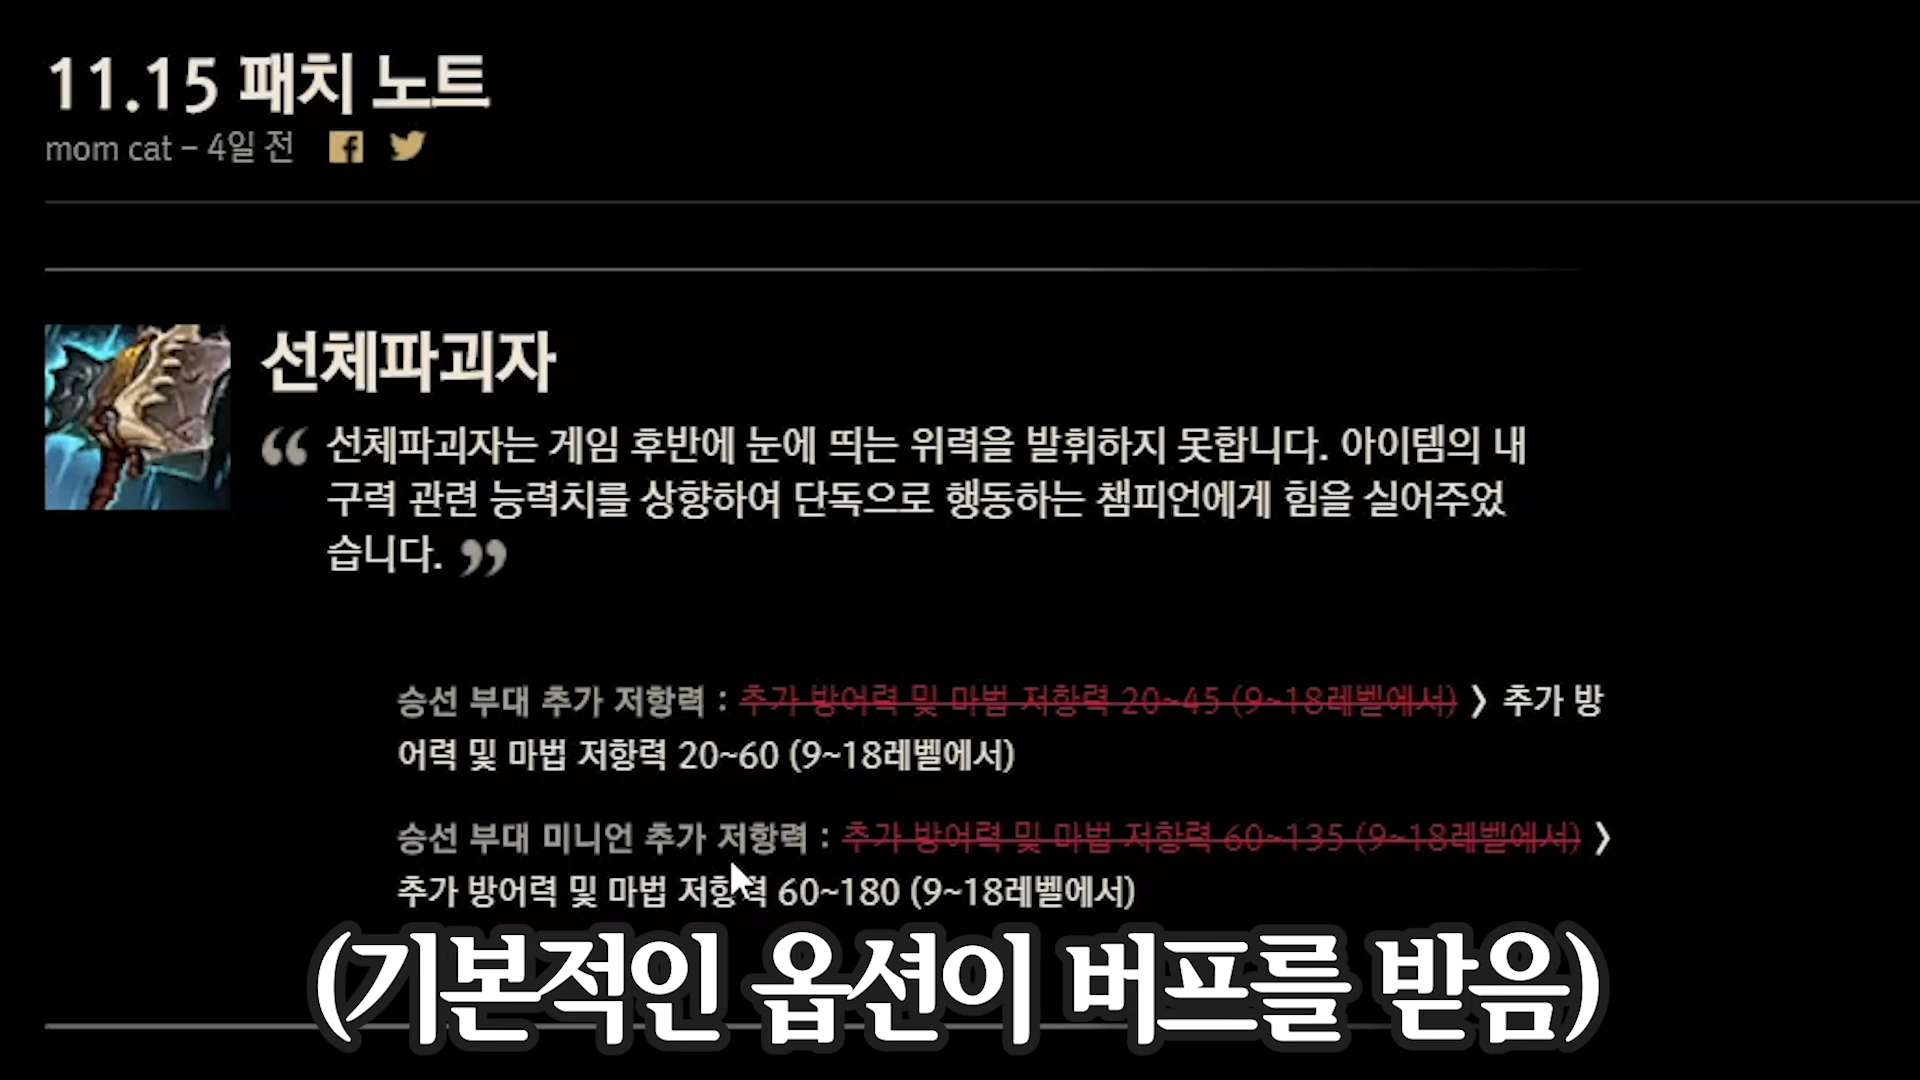 11.15 패치 노트
mom cat - 4일 전
선체파괴자
“ 선체파괴자는 게임 후반에 눈에 띄는 위력을 발휘하지 못합니다. 아이템의 내
구력 관련 능력치를 상향하여 단독으로 행동하는 챔피언에게 힘을 실어주었
습니다. ”
승선 부대 추가 저항력 : 추가 방어력 및 마법 저항력 20~45 (9~18레벨에서) 〉 추가 방
어력 및 마법 저항력 20~60 (9~18레벨에서)
승선 부대 미니언 추가 저항력 : 추가 방어력 및 마법 저항력 60~135 (9~18레벨에서) 〉
추가 방어력 및 마법 저항력 60~180 (9~18레벨에서)
(기본적인 옵션이 버프를 받음)